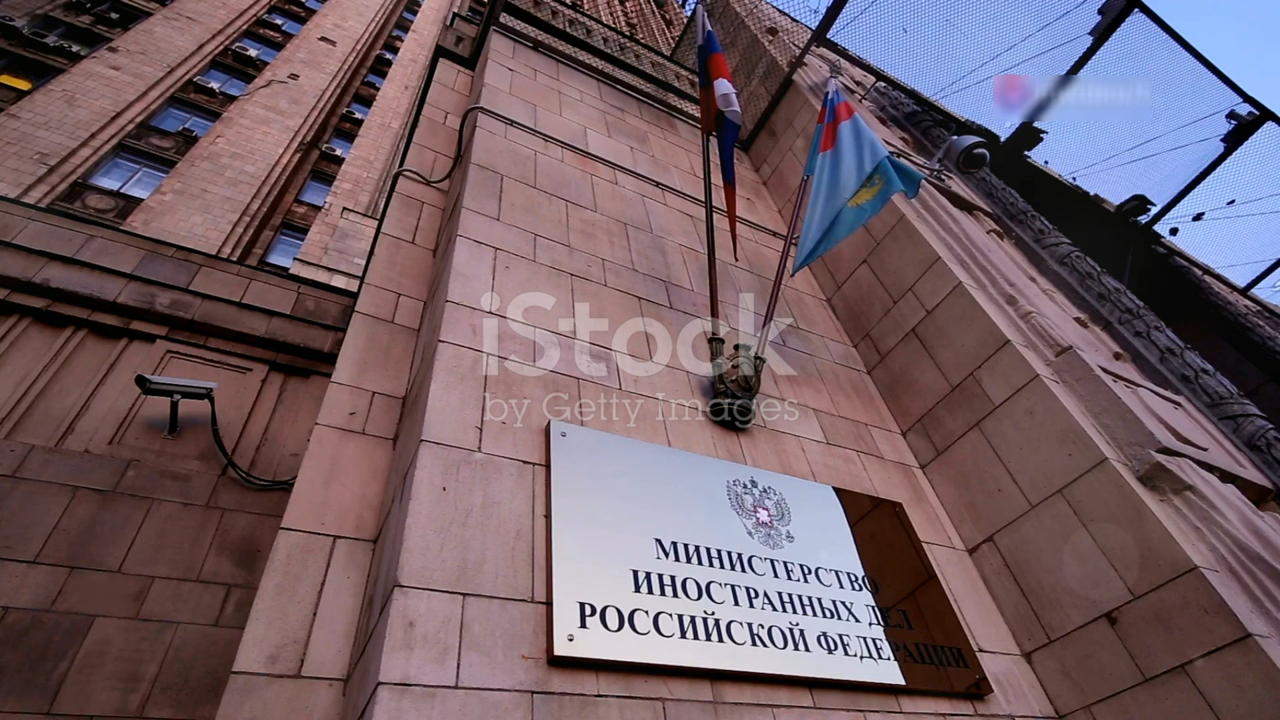 iStock
by Getty Images
МИНИСТЕРСТВО
ИНОСТРАННЫХ ДЕЛ
РОССИЙСКОЙ ФЕДЕРАЦИИ